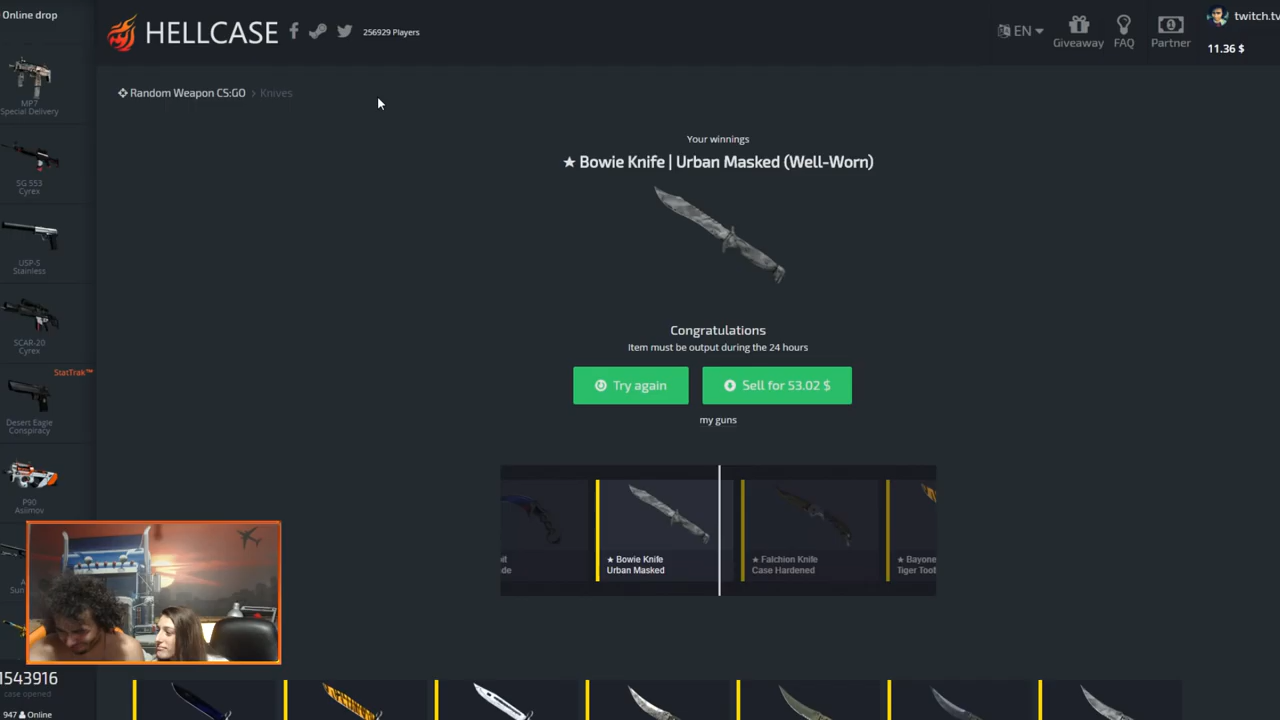 Online drop
MP7
Special Delivery
SG 553
Cyrex
USP-S
Stainless
SCAR-20
Cyrex
StatTrak™
Desert Eagle
Conspiracy
P90
Asiimov
1543916
case opened
947 Online
HELLCASE
256929 Players
EN
Giveaway
FAQ
Partner
twitch.tv
11.36 $
Random Weapon CS:GO > Knives
Your winnings
★ Bowie Knife | Urban Masked (Well-Worn)
Congratulations
Item must be output during the 24 hours
Try again
Sell for 53.02 $
my guns
★ Bowie Knife
Urban Masked
★ Falchion Knife
Case Hardened
★ Bayone
Tiger Toot